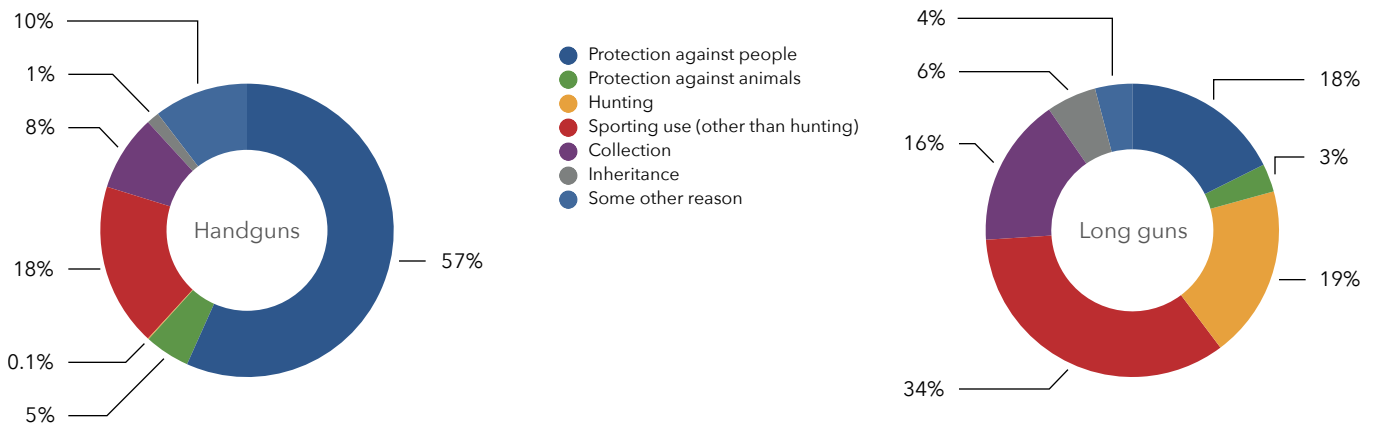 10%
1%
8%
18%
0.1%
5%
57%
Handguns
Protection against people
Protection against animals
Hunting
Sporting use (other than hunting)
Collection
Inheritance
Some other reason
4%
6%
16%
34%
18%
3%
19%
Long guns